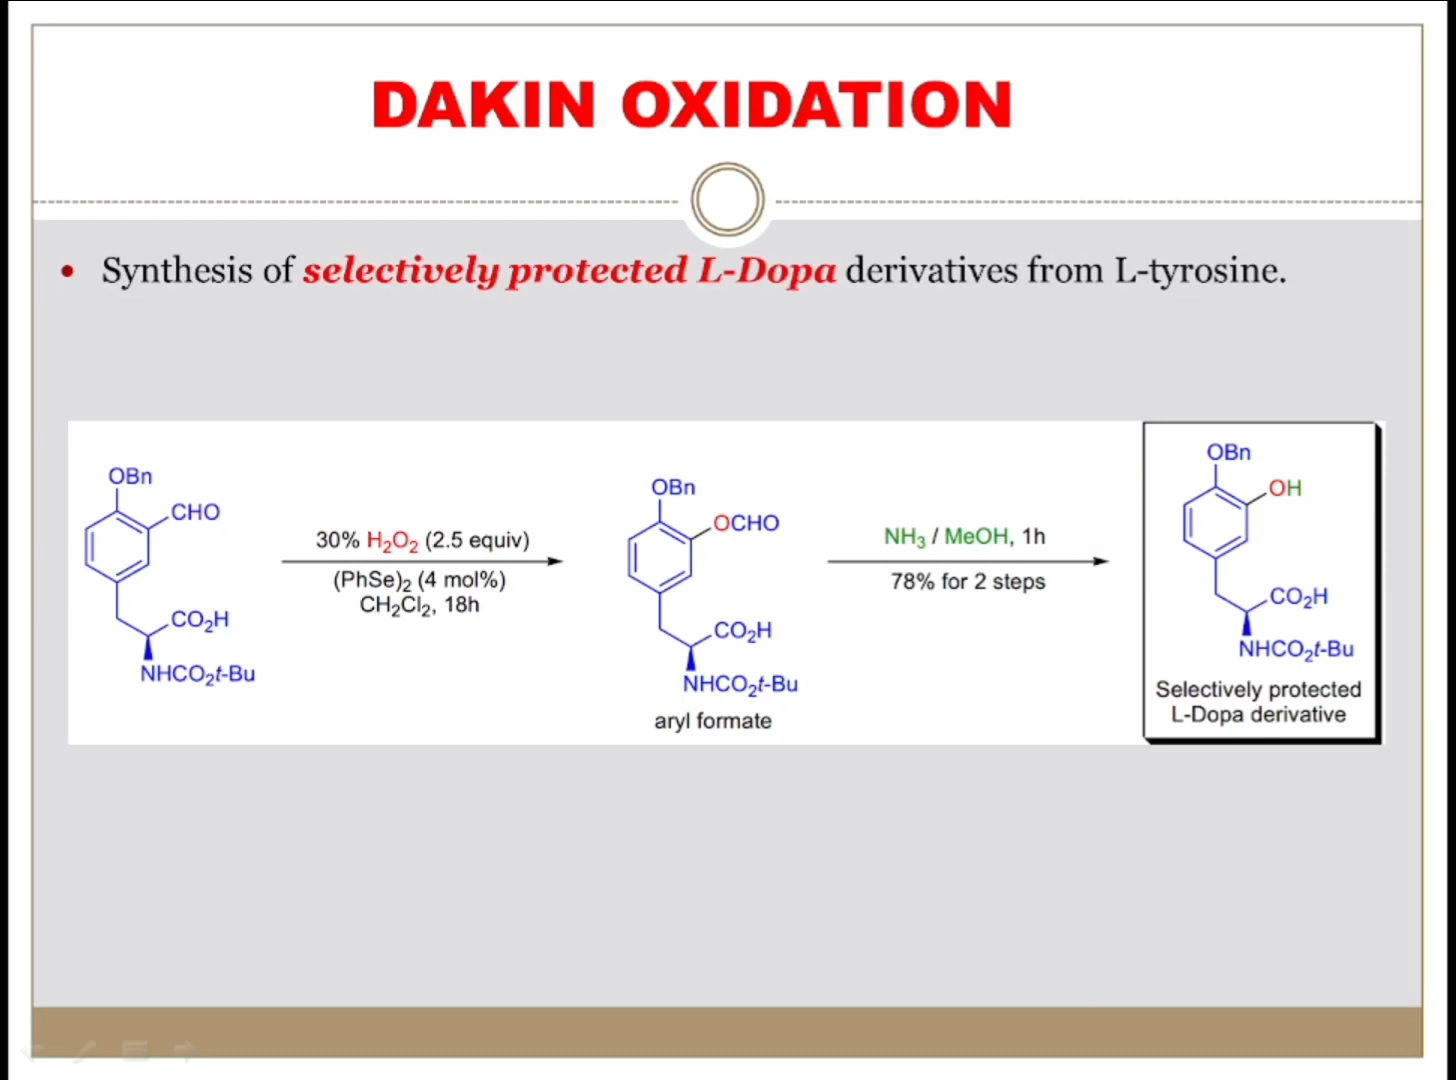 DAKIN OXIDATION
• Synthesis of selectively protected L-Dopa derivatives from L-tyrosine.
OBn
CHO
CO₂H
NHCO₂t-Bu
30% H₂O₂ (2.5 equiv)
(PhSe)₂ (4 mol%)
CH₂Cl₂, 18h
OBn
OCHO
CO₂H
NHCO₂t-Bu
aryl formate
NH₃ / MeOH, 1h
78% for 2 steps
OBn
OH
CO₂H
NHCO₂t-Bu
Selectively protected
L-Dopa derivative